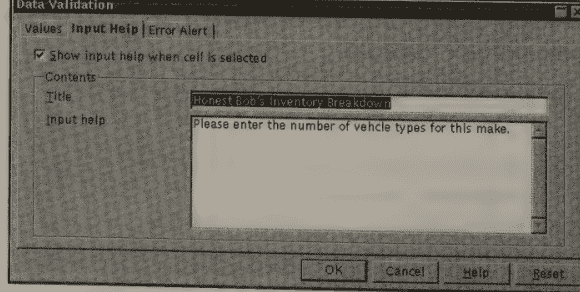 Data Validation
Values Input Help Error Alert
Show input help when cell is selected
Contents
Title Honest Bob's Inventory Breakdown
Input help Please enter the number of vehcle types for this make.
OK Cancel Help Reset